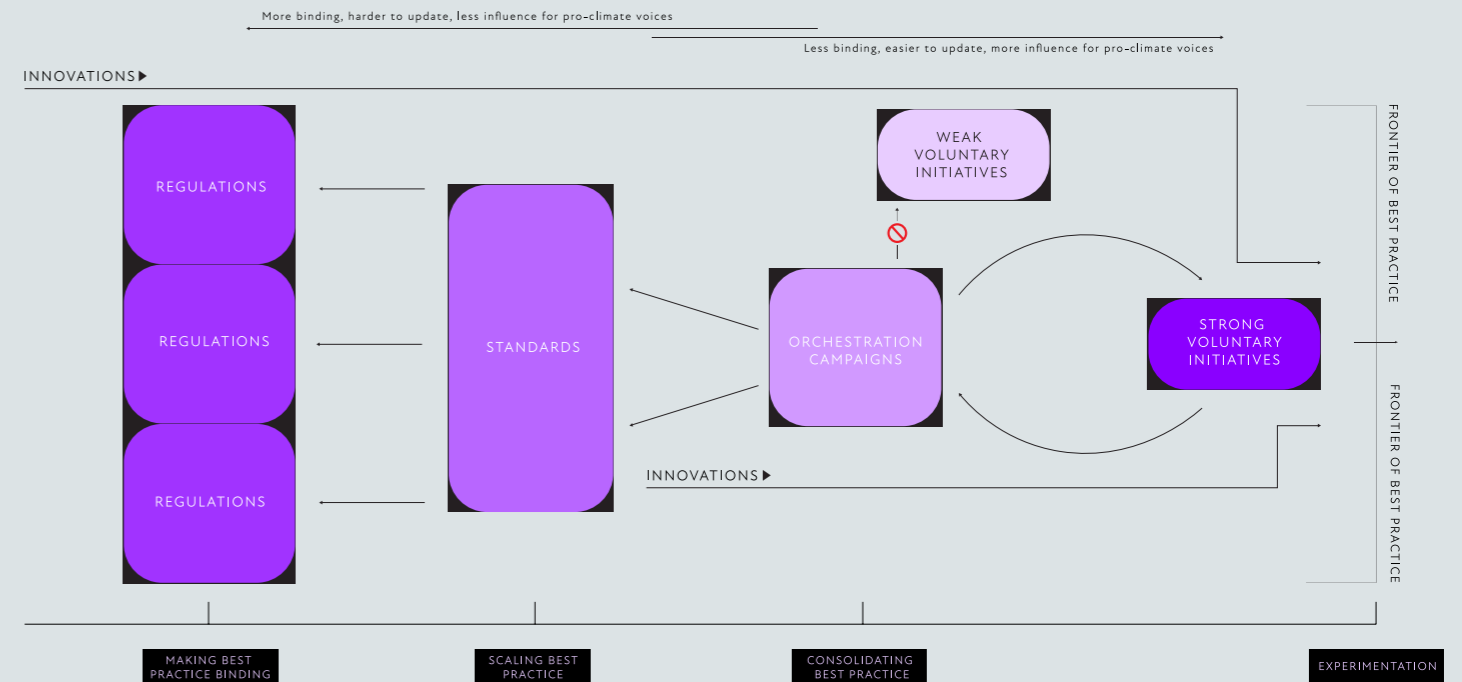 More binding, harder to update, less influence for pro-climate voices
Less binding, easier to update, more influence for pro-climate voices
INNOVATIONS
REGULATIONS
REGULATIONS
REGULATIONS
STANDARDS
WEAK
VOLUNTARY
INITIATIVES
ORCHESTRATION
CAMPAIGNS
STRONG
VOLUNTARY
INITIATIVES
INNOVATIONS
FRONTIER OF BEST PRACTICE
FRONTIER OF BEST PRACTICE
MAKING BEST
PRACTICE BINDING
SCALING BEST
PRACTICE
CONSOLIDATING
BEST PRACTICE
EXPERIMENTATION